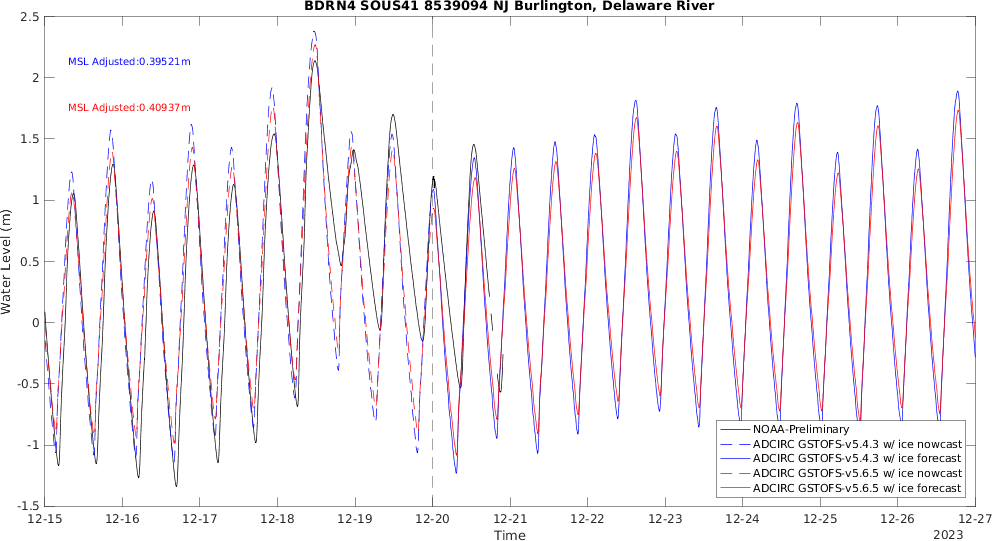 BDRN4 SOUS41 8539094 NJ Burlington, Delaware River
2.5
MSL Adjusted:0.39521m
2
MSL Adjusted:0.40937m
1.5
1
0.5
0
-0.5
-1
-1.5
Water Level (m)
NOAA-Preliminary
ADCIRC GSTOFS-v5.4.3 w/ ice nowcast
ADCIRC GSTOFS-v5.4.3 w/ ice forecast
ADCIRC GSTOFS-v5.6.5 w/ ice nowcast
ADCIRC GSTOFS-v5.6.5 w/ ice forecast
12-15 12-16 12-17 12-18 12-19 12-20 12-21 12-22 12-23 12-24 12-25 12-26 12-27
Time
2023